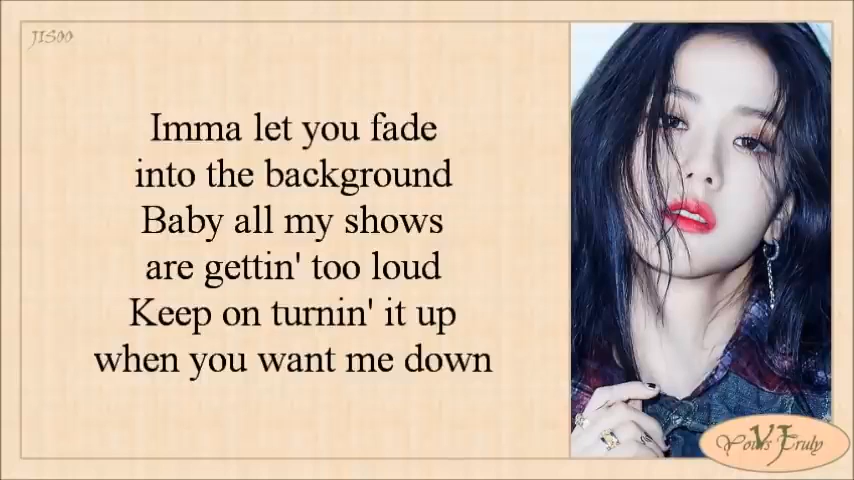 JISOO
Imma let you fade
into the background
Baby all my shows
are gettin' too loud
Keep on turnin' it up
when you want me down
Yours Truly
YJ